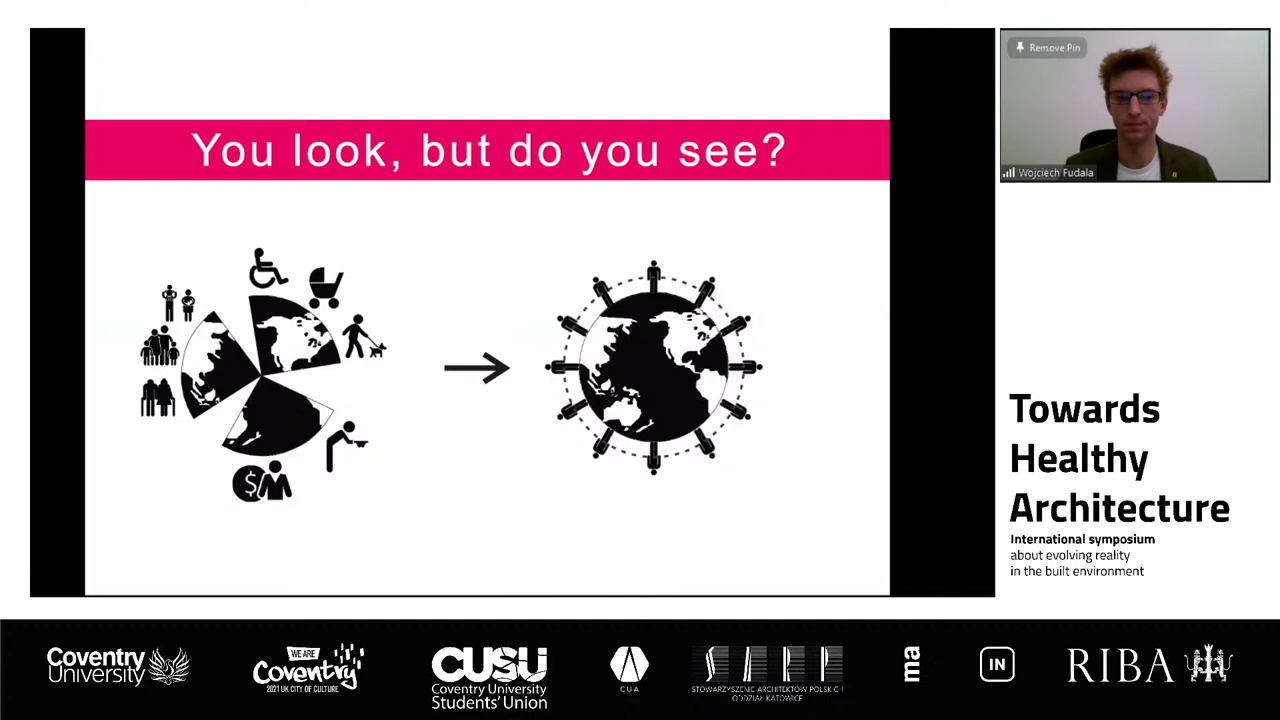 You look, but do you see?
$
Remove Pin
Wojciech Fudala
Towards
Healthy
Architecture
International symposium
about evolving reality
in the built environment
Coventry
University
WE ARE
Coventry
2021 UK CITY OF CULTURE
CUSU
Coventry University
Students' Union
CUA
SARP
STOWARZYSZENIE ARCHITEKTÓW POLSKICH
ODDZIAŁ KATOWICE
ma
IN
RIBA